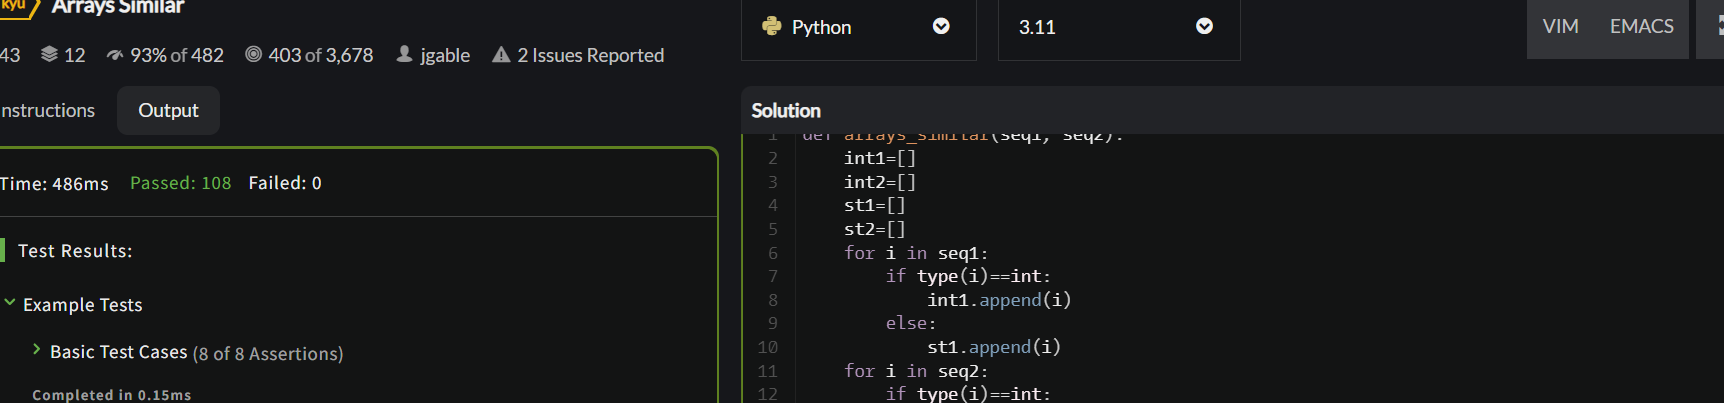 kyu Arrays Similar
43 12 93% of 482 403 of 3,678 jgable 2 Issues Reported
nstructions Output
Time: 486ms Passed: 108 Failed: 0
Test Results:
Example Tests
Basic Test Cases (8 of 8 Assertions)
Completed in 0.15ms
Python 3.11 VIM EMACS
Solution
1 def arrays_similar(seq1, seq2):
2 int1=[]
3 int2=[]
4 st1=[]
5 st2=[]
6 for i in seq1:
7 if type(i)==int:
8 int1.append(i)
9 else:
10 st1.append(i)
11 for i in seq2:
12 if type(i)==int: